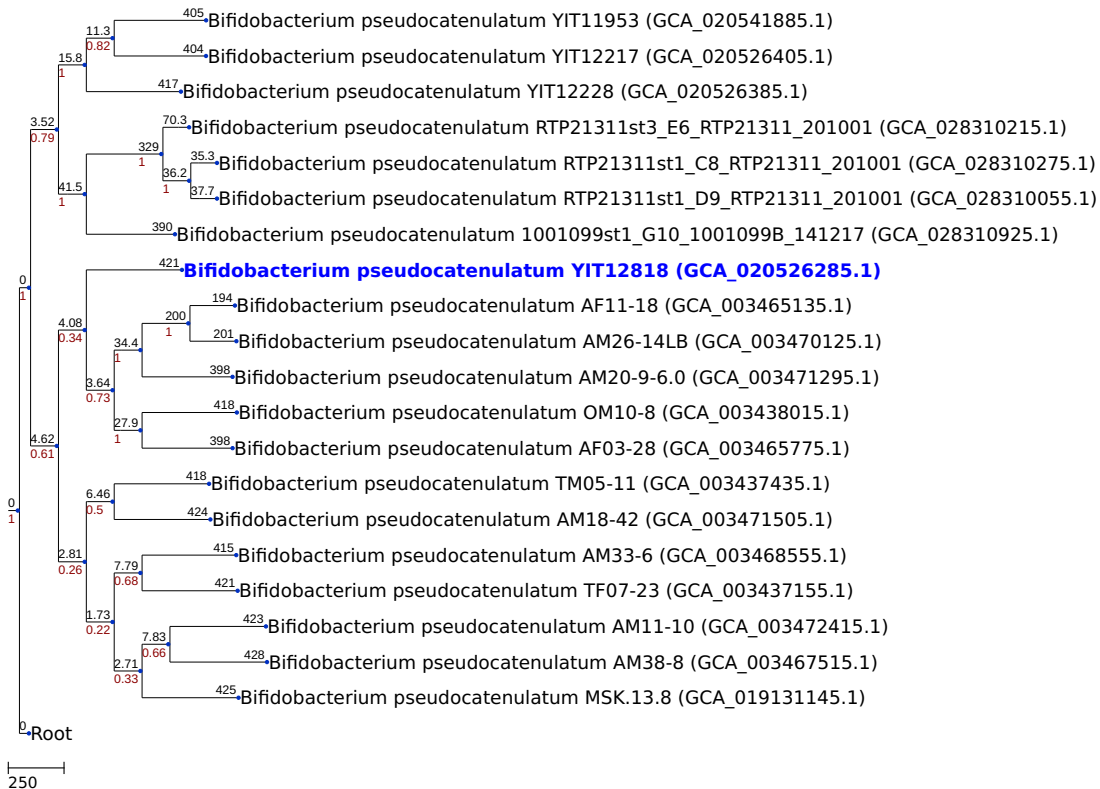 405 Bifidobacterium pseudocatenulatum YIT11953 (GCA_020541885.1)
11.3
0.82
404 Bifidobacterium pseudocatenulatum YIT12217 (GCA_020526405.1)
15.8
1
417 Bifidobacterium pseudocatenulatum YIT12228 (GCA_020526385.1)
3.52
0.79
70.3 Bifidobacterium pseudocatenulatum RTP21311st3_E6_RTP21311_201001 (GCA_028310215.1)
329
1
35.3 Bifidobacterium pseudocatenulatum RTP21311st1_C8_RTP21311_201001 (GCA_028310275.1)
36.2
1
37.7 Bifidobacterium pseudocatenulatum RTP21311st1_D9_RTP21311_201001 (GCA_028310055.1)
41.5
1
390 Bifidobacterium pseudocatenulatum 1001099st1_G10_1001099B_141217 (GCA_028310925.1)
421 Bifidobacterium pseudocatenulatum YIT12818 (GCA_020526285.1)
0
1
194 Bifidobacterium pseudocatenulatum AF11-18 (GCA_003465135.1)
200
1
4.08
0.34
201 Bifidobacterium pseudocatenulatum AM26-14LB (GCA_003470125.1)
34.4
1
398 Bifidobacterium pseudocatenulatum AM20-9-6.0 (GCA_003471295.1)
3.64
0.73
418 Bifidobacterium pseudocatenulatum OM10-8 (GCA_003438015.1)
27.9
1
398 Bifidobacterium pseudocatenulatum AF03-28 (GCA_003465775.1)
4.62
0.61
418 Bifidobacterium pseudocatenulatum TM05-11 (GCA_003437435.1)
6.46
0.5
424 Bifidobacterium pseudocatenulatum AM18-42 (GCA_003471505.1)
0
1
415 Bifidobacterium pseudocatenulatum AM33-6 (GCA_003468555.1)
2.81
0.26
7.79
0.68
421 Bifidobacterium pseudocatenulatum TF07-23 (GCA_003437155.1)
1.73
0.22
423 Bifidobacterium pseudocatenulatum AM11-10 (GCA_003472415.1)
7.83
0.66
428 Bifidobacterium pseudocatenulatum AM38-8 (GCA_003467515.1)
2.71
0.33
425 Bifidobacterium pseudocatenulatum MSK.13.8 (GCA_019131145.1)
0 Root
250